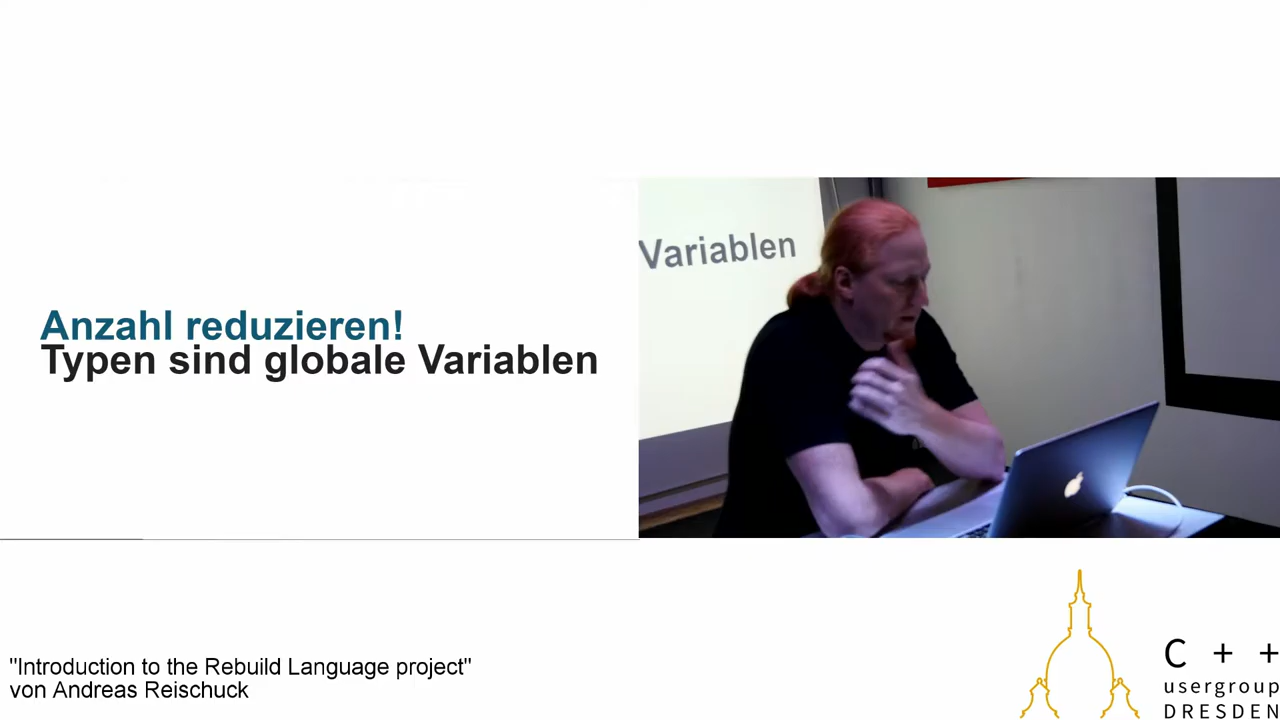 Anzahl reduzieren!
Typen sind globale Variablen
Variablen
"Introduction to the Rebuild Language project"
von Andreas Reischuck
C + +
usergroup
DRESDEN